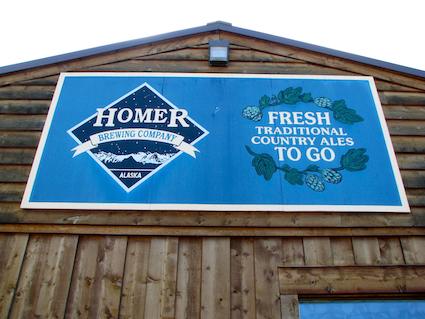 HOMER
BREWING COMPANY
ALASKA
FRESH
TRADITIONAL
COUNTRY ALES
TO GO